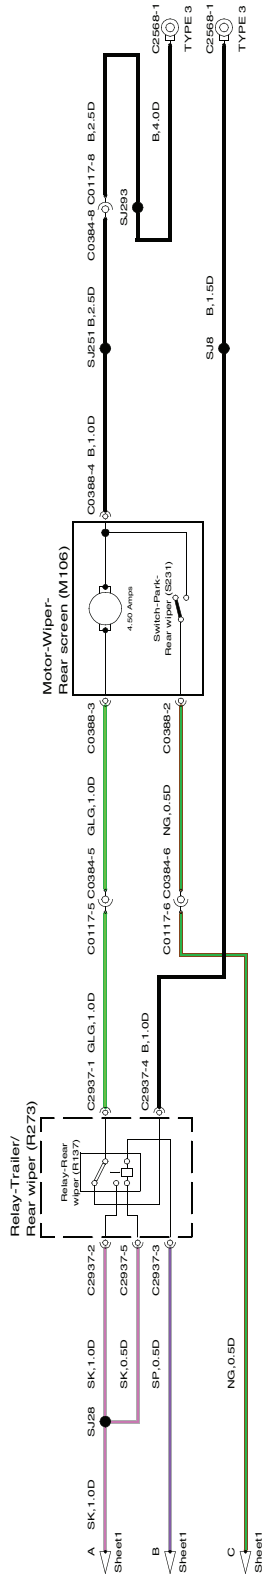 A
Sheet1
SK,1.0D
SJ28
SK,1.0D
C2937-2
SK,0.5D
C2937-5
B
Sheet1
SP,0.5D
C2937-3
C
Sheet1
NG,0.5D
Relay-Trailer/
Rear wiper (R273)
Relay-Rear
wiper (R137)
C2937-1
GLG,1.0D
C0117-5
C0384-5
GLG,1.0D
C0388-3
C2937-4
B,1.0D
C0117-6
C0384-6
NG,0.5D
C0388-2
Motor-Wiper-
Rear screen (M106)
4.50 Amps
Switch-Park-
Rear wiper (S231)
C0388-4
B,1.0D
SJ251
B,2.5D
C0384-8
C0117-8
B,2.5D
SJ293
B,4.0D
C2568-1
TYPE 3
SJ8
B,1.5D
C2568-1
TYPE 3